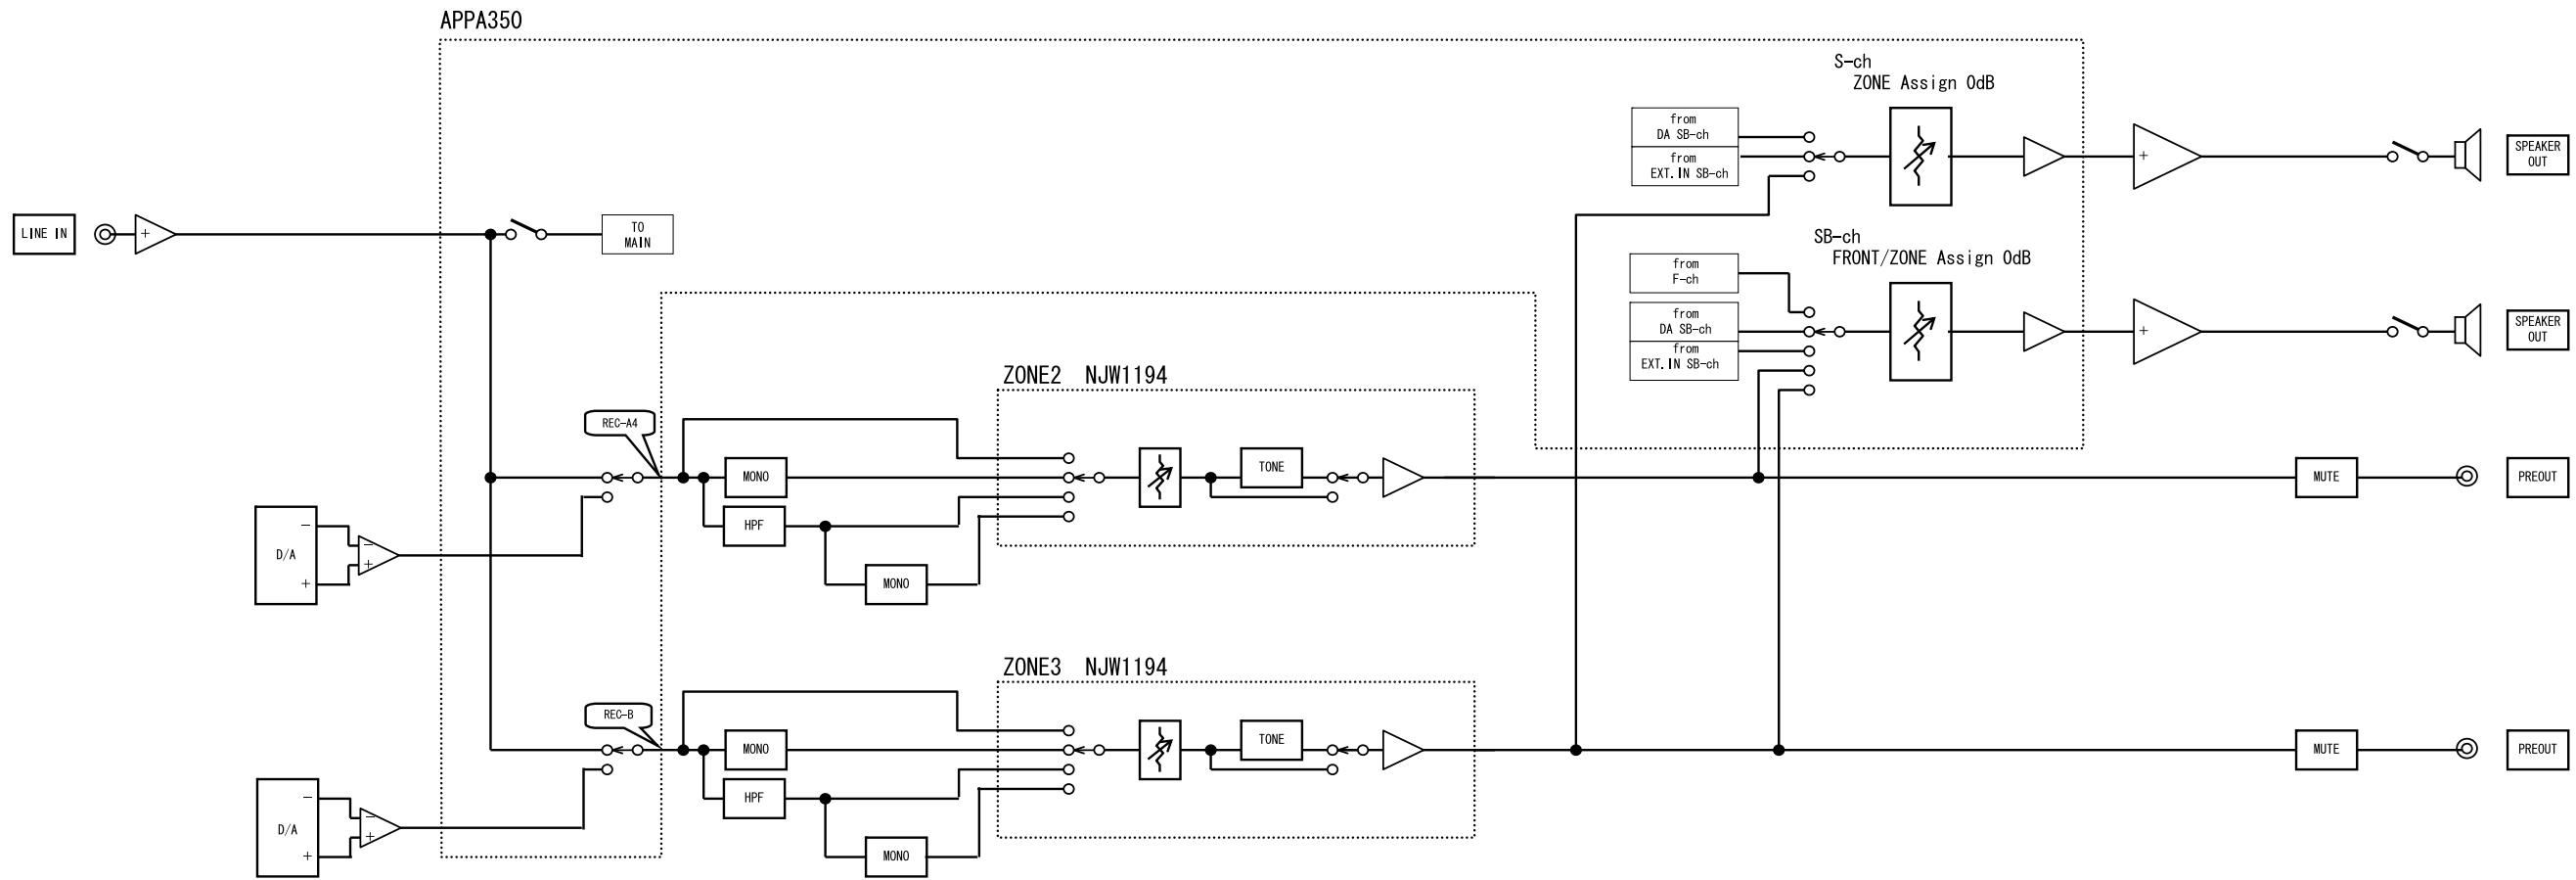 APPA350
S-ch
ZONE Assign 0dB
from
DA SB-ch
from
EXT.IN SB-ch
SPEAKER
OUT
+
LINE IN
+
TO
MAIN
SB-ch
FRONT/ZONE Assign 0dB
from
F-ch
from
DA SB-ch
from
EXT.IN SB-ch
+
SPEAKER
OUT
ZONE2 NJW1194
REC-A4
MONO
TONE
MUTE
PREOUT
HPF
D/A
−
+
−
+
MONO
ZONE3 NJW1194
REC-B
MONO
TONE
MUTE
PREOUT
HPF
D/A
−
+
−
+
MONO